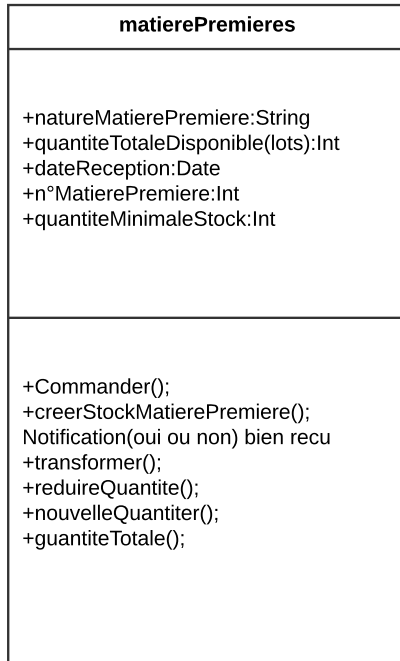 matierePremieres
+natureMatierePremiere:String
+quantiteTotaleDisponible(lots):Int
+dateReception:Date
+n°MatierePremiere:Int
+quantiteMinimaleStock:Int
+Commander();
+creerStockMatierePremiere();
Notification(oui ou non) bien recu
+transformer();
+reduireQuantite();
+nouvelleQuantiter();
+guantiteTotale();